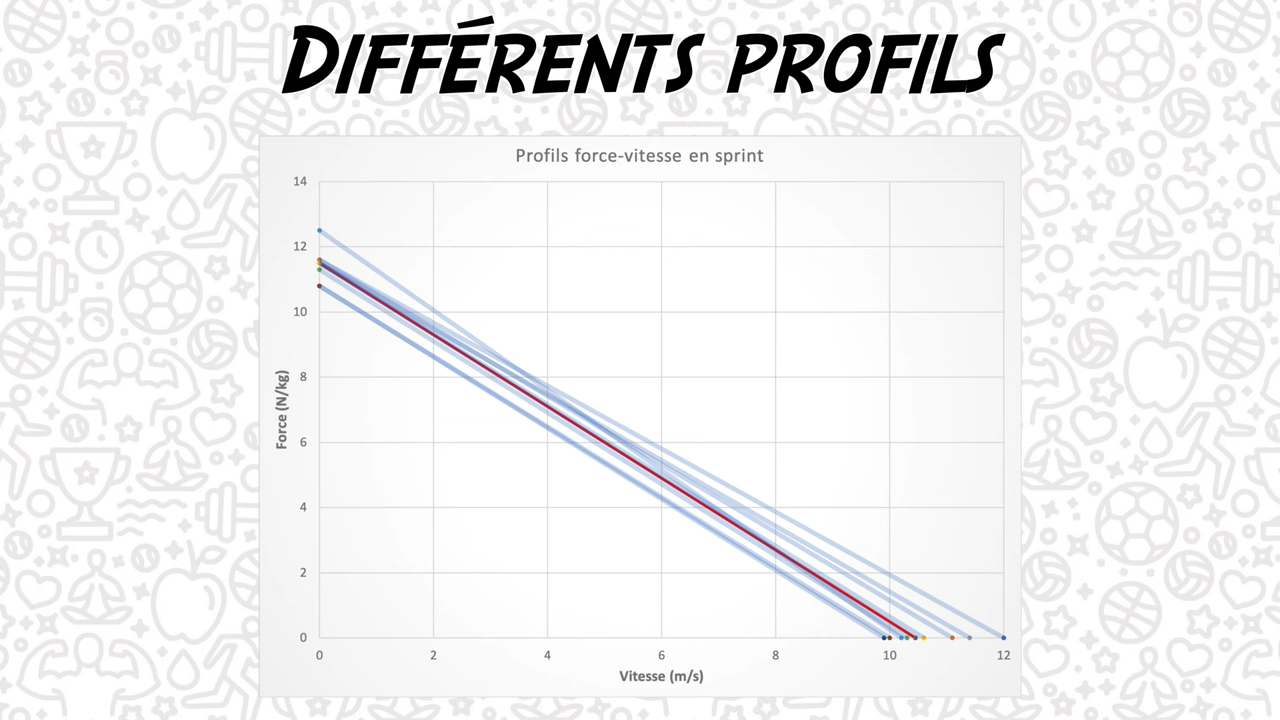 DIFFÉRENTS PROFILS
Profils force-vitesse en sprint
14
12
10
8
6
4
2
0
Force (N/kg)
0 2 4 6 8 10 12
Vitesse (m/s)